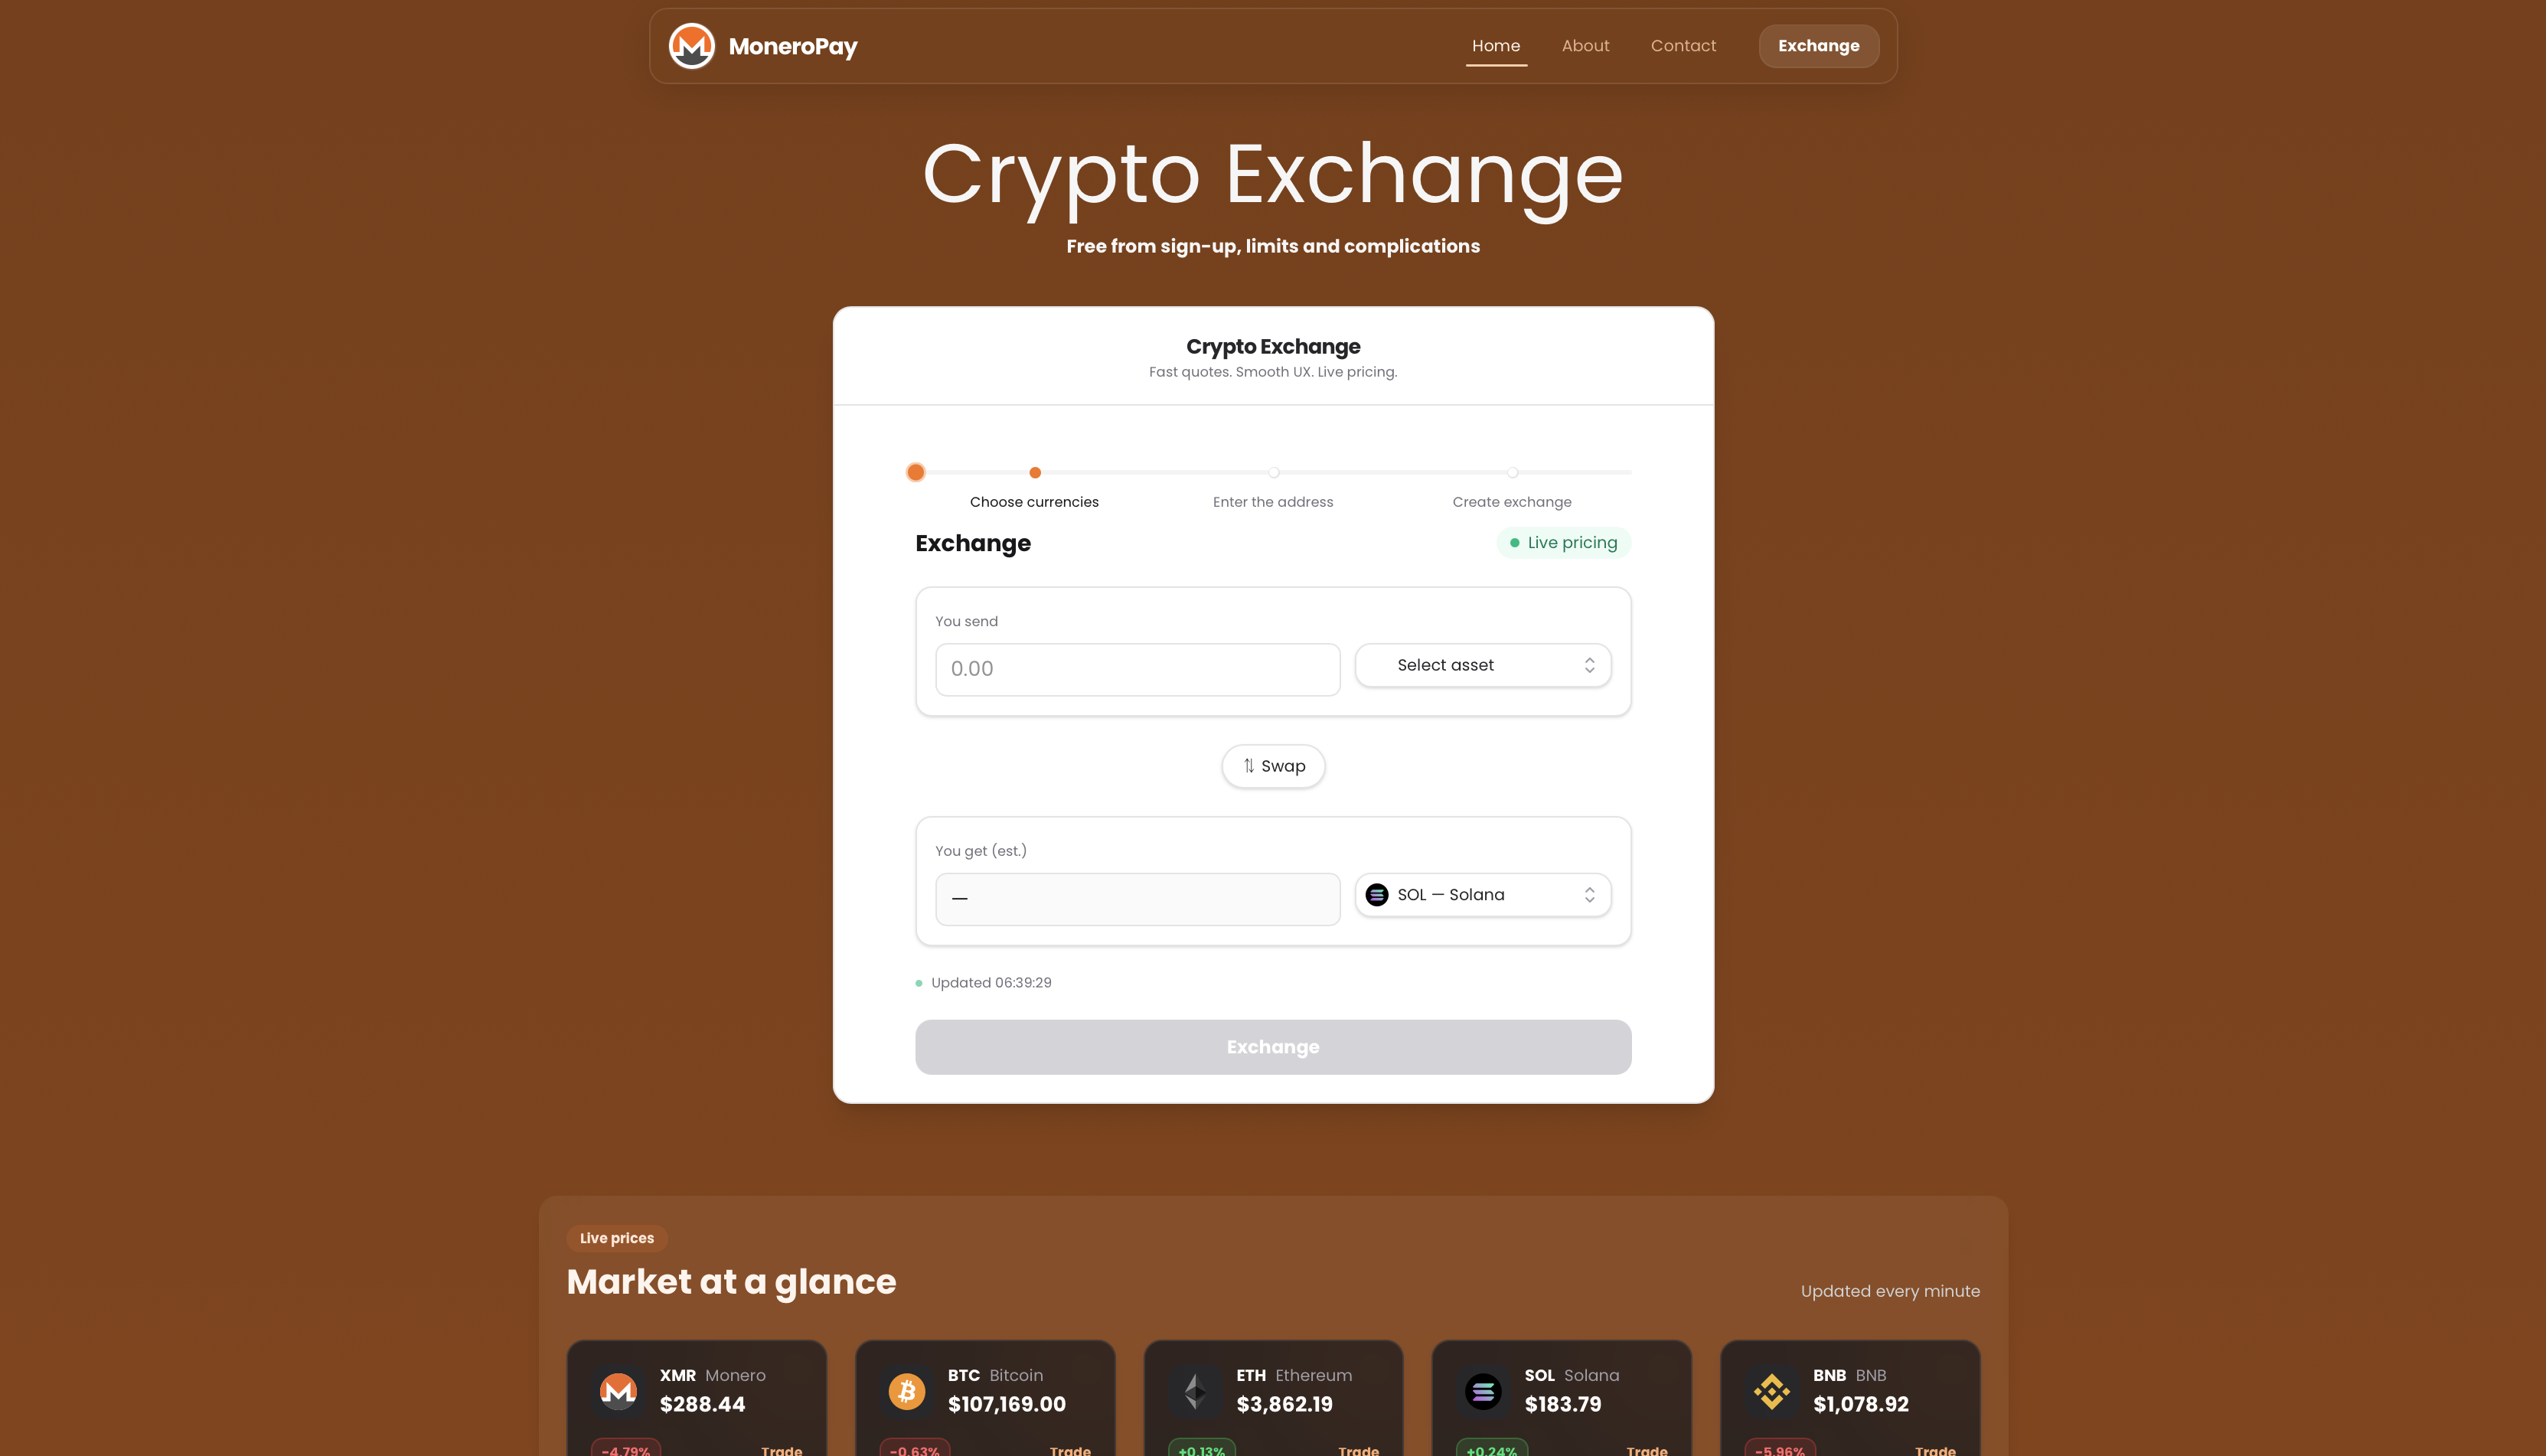 MoneroPay
Home About Contact Exchange
Crypto Exchange
Free from sign-up, limits and complications
Crypto Exchange
Fast quotes. Smooth UX. Live pricing.
Choose currencies Enter the address Create exchange
Exchange Live pricing
You send
0.00 Select asset
⇅ Swap
You get (est.)
— SOL — Solana
Updated 06:39:29
Exchange
Live prices
Market at a glance
Updated every minute
XMR Monero
$288.44
-4.79% Trade
BTC Bitcoin
$107,169.00
-0.63% Trade
ETH Ethereum
$3,862.19
+0.13% Trade
SOL Solana
$183.79
+0.24% Trade
BNB BNB
$1,078.92
-5.96% Trade